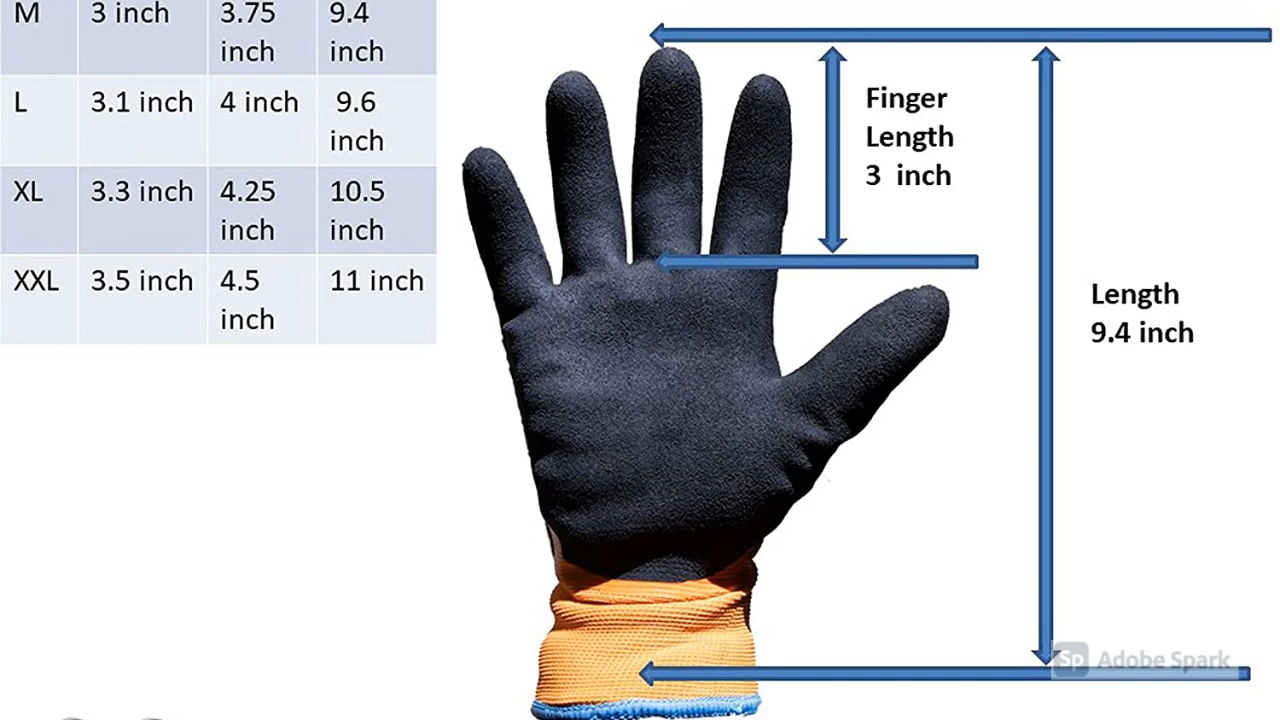 M 3 inch 3.75 inch 9.4 inch
L 3.1 inch 4 inch 9.6 inch
XL 3.3 inch 4.25 inch 10.5 inch
XXL 3.5 inch 4.5 inch 11 inch
Finger
Length
3 inch
Length
9.4 inch
Sp Adobe Spark